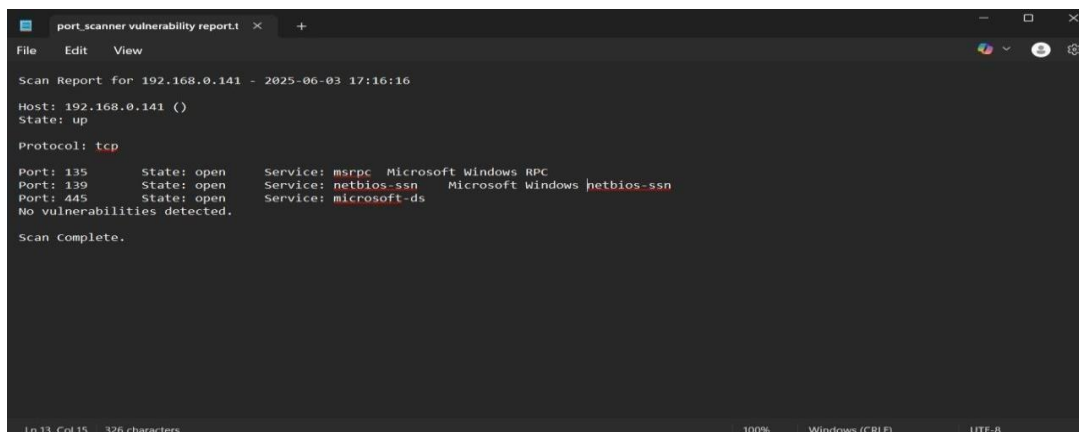 port_scanner vulnerability report.t
File Edit View
Scan Report for 192.168.0.141 - 2025-06-03 17:16:16
Host: 192.168.0.141 ()
State: up
Protocol: tcp
Port: 135 State: open Service: msrpc Microsoft Windows RPC
Port: 139 State: open Service: netbios-ssn Microsoft Windows netbios-ssn
Port: 445 State: open Service: microsoft-ds
No vulnerabilities detected.
Scan Complete.
Ln 13, Col 15 326 characters 100% Windows (CRLF) UTF-8